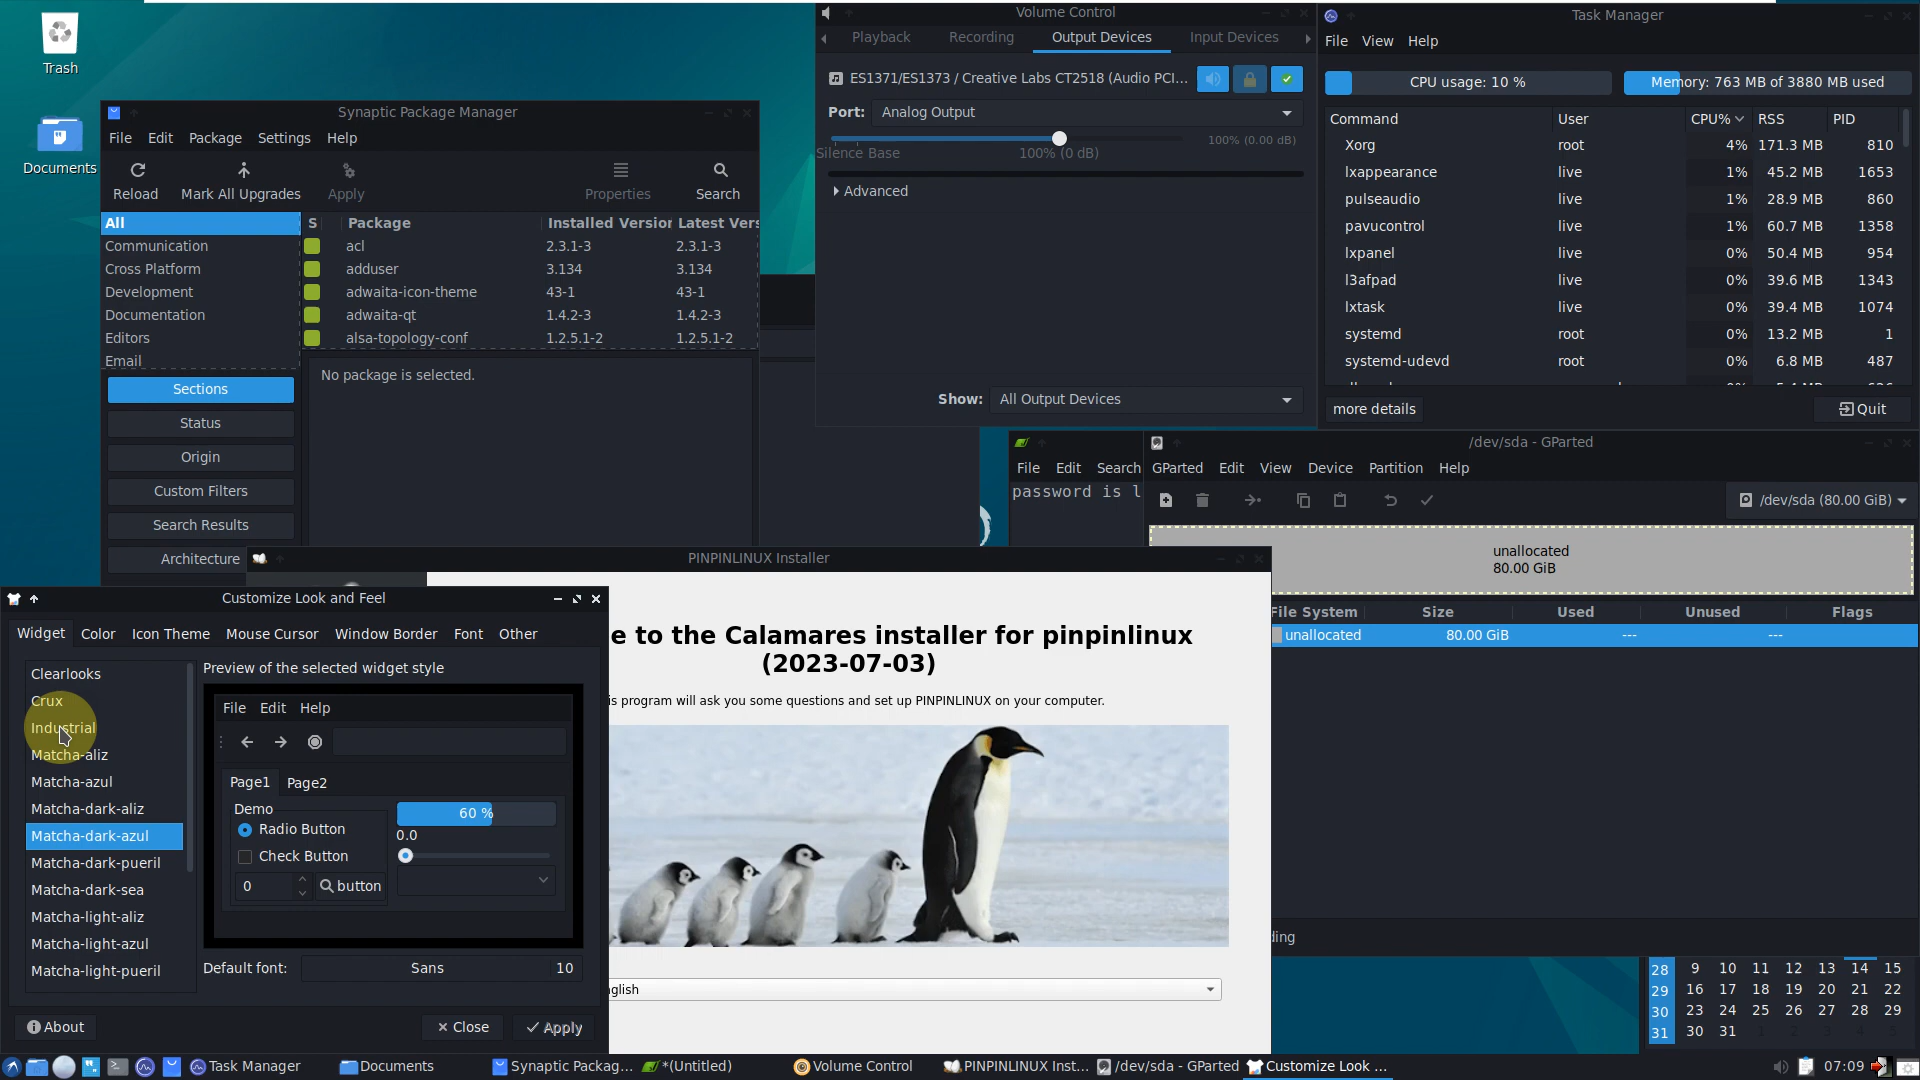 Trash
Documents
Synaptic Package Manager
File Edit Package Settings Help
Reload Mark All Upgrades Apply Properties Search
All
Communication
Cross Platform
Development
Documentation
Editors
Email
S Package Installed Version Latest Vers
acl 2.3.1-3 2.3.1-3
adduser 3.134 3.134
adwaita-icon-theme 43-1 43-1
adwaita-qt 1.4.2-3 1.4.2-3
alsa-topology-conf 1.2.5.1-2 1.2.5.1-2
Sections
Status
Origin
Custom Filters
Search Results
Architecture
No package is selected.
Volume Control
Playback Recording Output Devices Input Devices
ES1371/ES1373 / Creative Labs CT2518 (Audio PCI...
Port: Analog Output
100% (0.00 dB)
Silence Base 100% (0 dB)
Advanced
Show: All Output Devices
Task Manager
File View Help
CPU usage: 10 % Memory: 763 MB of 3880 MB used
Command User CPU% RSS PID
Xorg root 4% 171.3 MB 810
lxappearance live 1% 45.2 MB 1653
pulseaudio live 1% 28.9 MB 860
pavucontrol live 1% 60.7 MB 1358
lxpanel live 0% 50.4 MB 954
l3afpad live 0% 39.6 MB 1343
lxtask live 0% 39.4 MB 1074
systemd root 0% 13.2 MB 1
systemd-udevd root 0% 6.8 MB 487
more details Quit
File Edit Search
password is l
/dev/sda - GParted
GParted Edit View Device Partition Help
/dev/sda (80.00 GiB)
unallocated
80.00 GiB
File System Size Used Unused Flags
unallocated 80.00 GiB --- ---
PINPINLINUX Installer
e to the Calamares installer for pinpinlinux
(2023-07-03)
is program will ask you some questions and set up PINPINLINUX on your computer.
glish
ding
Customize Look and Feel
Widget Color Icon Theme Mouse Cursor Window Border Font Other
Clearlooks
Crux
Industrial
Matcha-aliz
Matcha-azul
Matcha-dark-aliz
Matcha-dark-azul
Matcha-dark-pueril
Matcha-dark-sea
Matcha-light-aliz
Matcha-light-azul
Matcha-light-pueril
Preview of the selected widget style
File Edit Help
Page1 Page2
Demo
Radio Button
Check Button
0 button
60 %
0.0
Default font: Sans 10
About Close Apply
28 9 10 11 12 13 14 15
29 16 17 18 19 20 21 22
30 23 24 25 26 27 28 29
31 30 31
Task Manager Documents Synaptic Packag... *(Untitled) Volume Control PINPINLINUX Inst... /dev/sda - GParted Customize Look ... 07:09